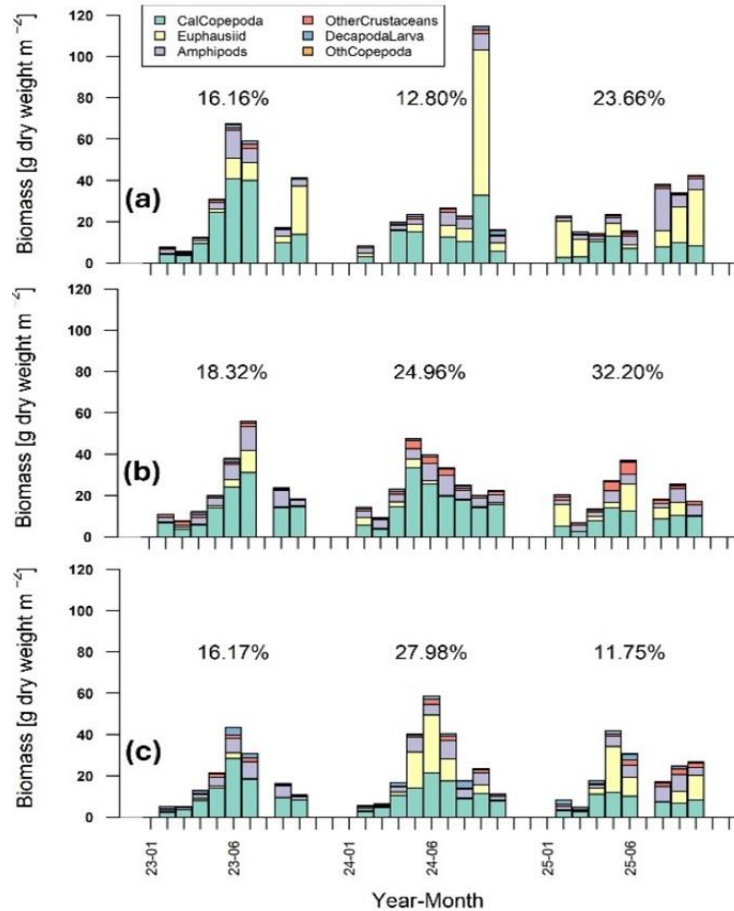 CalCopepoda
Euphausiid
Amphipods
OtherCrustaceans
DecapodaLarva
OthCopepoda
Biomass [g dry weight m⁻²]
120
100
80
60
40
20
0
(a)
16.16%
12.80%
23.66%
Biomass [g dry weight m⁻²]
120
100
80
60
40
20
0
(b)
18.32%
24.96%
32.20%
Biomass [g dry weight m⁻²]
120
100
80
60
40
20
0
(c)
16.17%
27.98%
11.75%
23-01
23-06
24-01
24-06
25-01
25-06
Year-Month